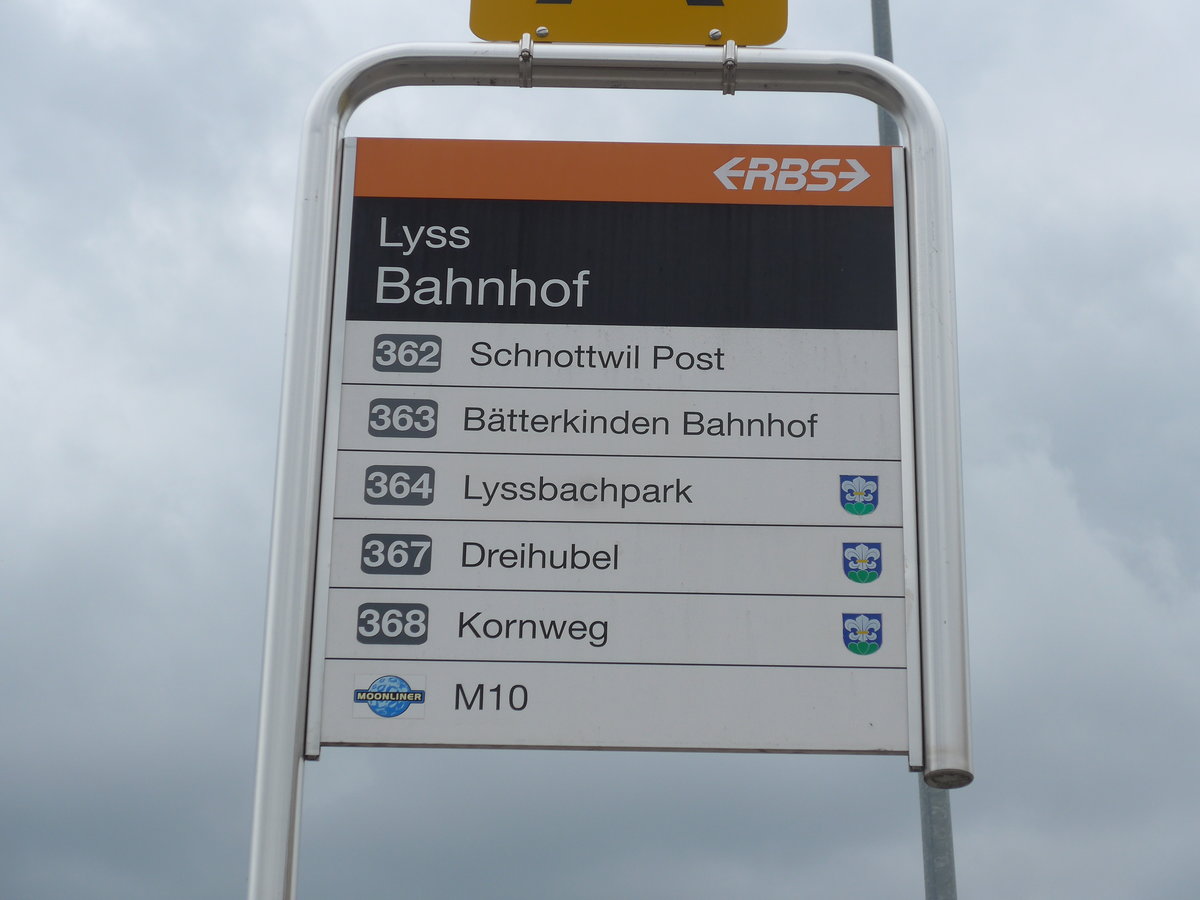 RBS
Lyss
Bahnhof
362 Schnottwil Post
363 Bätterkinden Bahnhof
364 Lyssbachpark
367 Dreihubel
368 Kornweg
MOONLINER M10